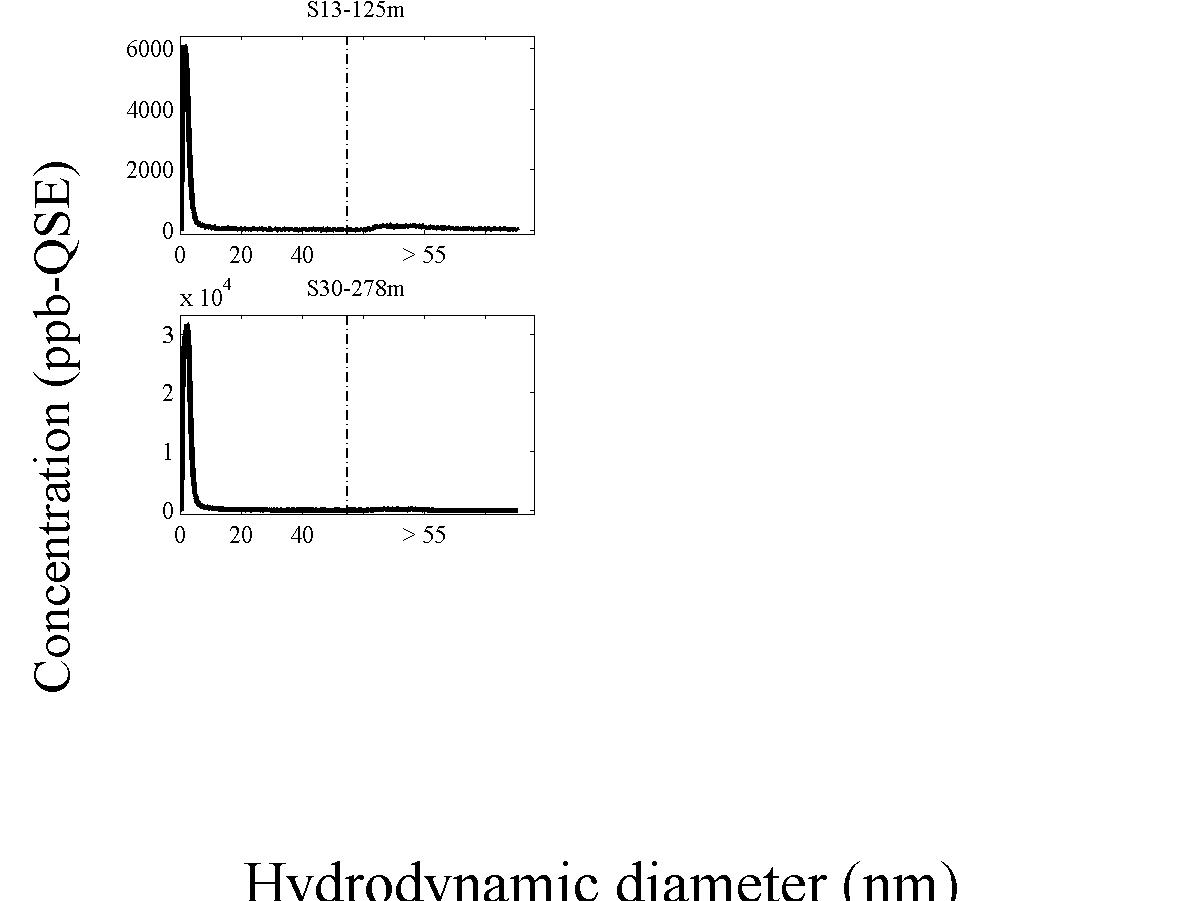 S13-125m
6000
4000
2000
0
0 20 40 > 55
x 10^4
S30-278m
3
2
1
0
0 20 40 > 55
Concentration (ppb-QSE)
Hydrodynamic diameter (nm)